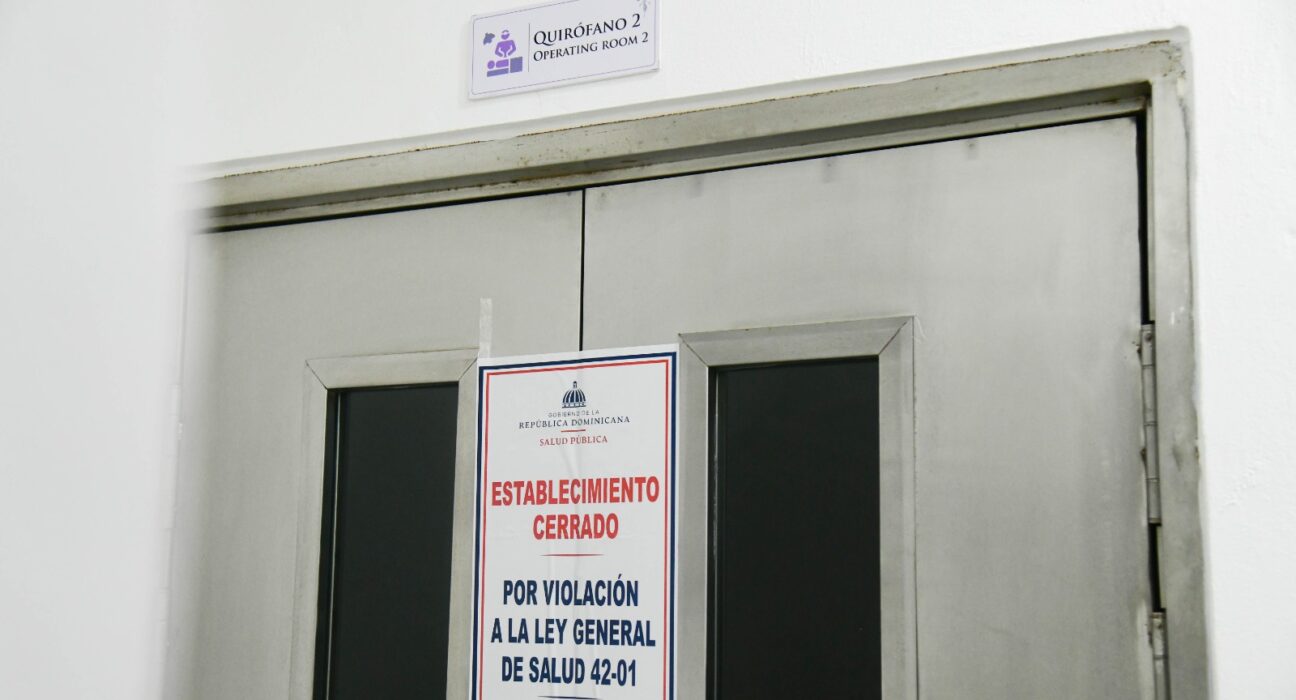 QUIRÓFANO 2
OPERATING ROOM 2
GOBIERNO DE LA
REPÚBLICA DOMINICANA
SALUD PÚBLICA
ESTABLECIMIENTO
CERRADO
POR VIOLACIÓN
A LA LEY GENERAL
DE SALUD 42-01